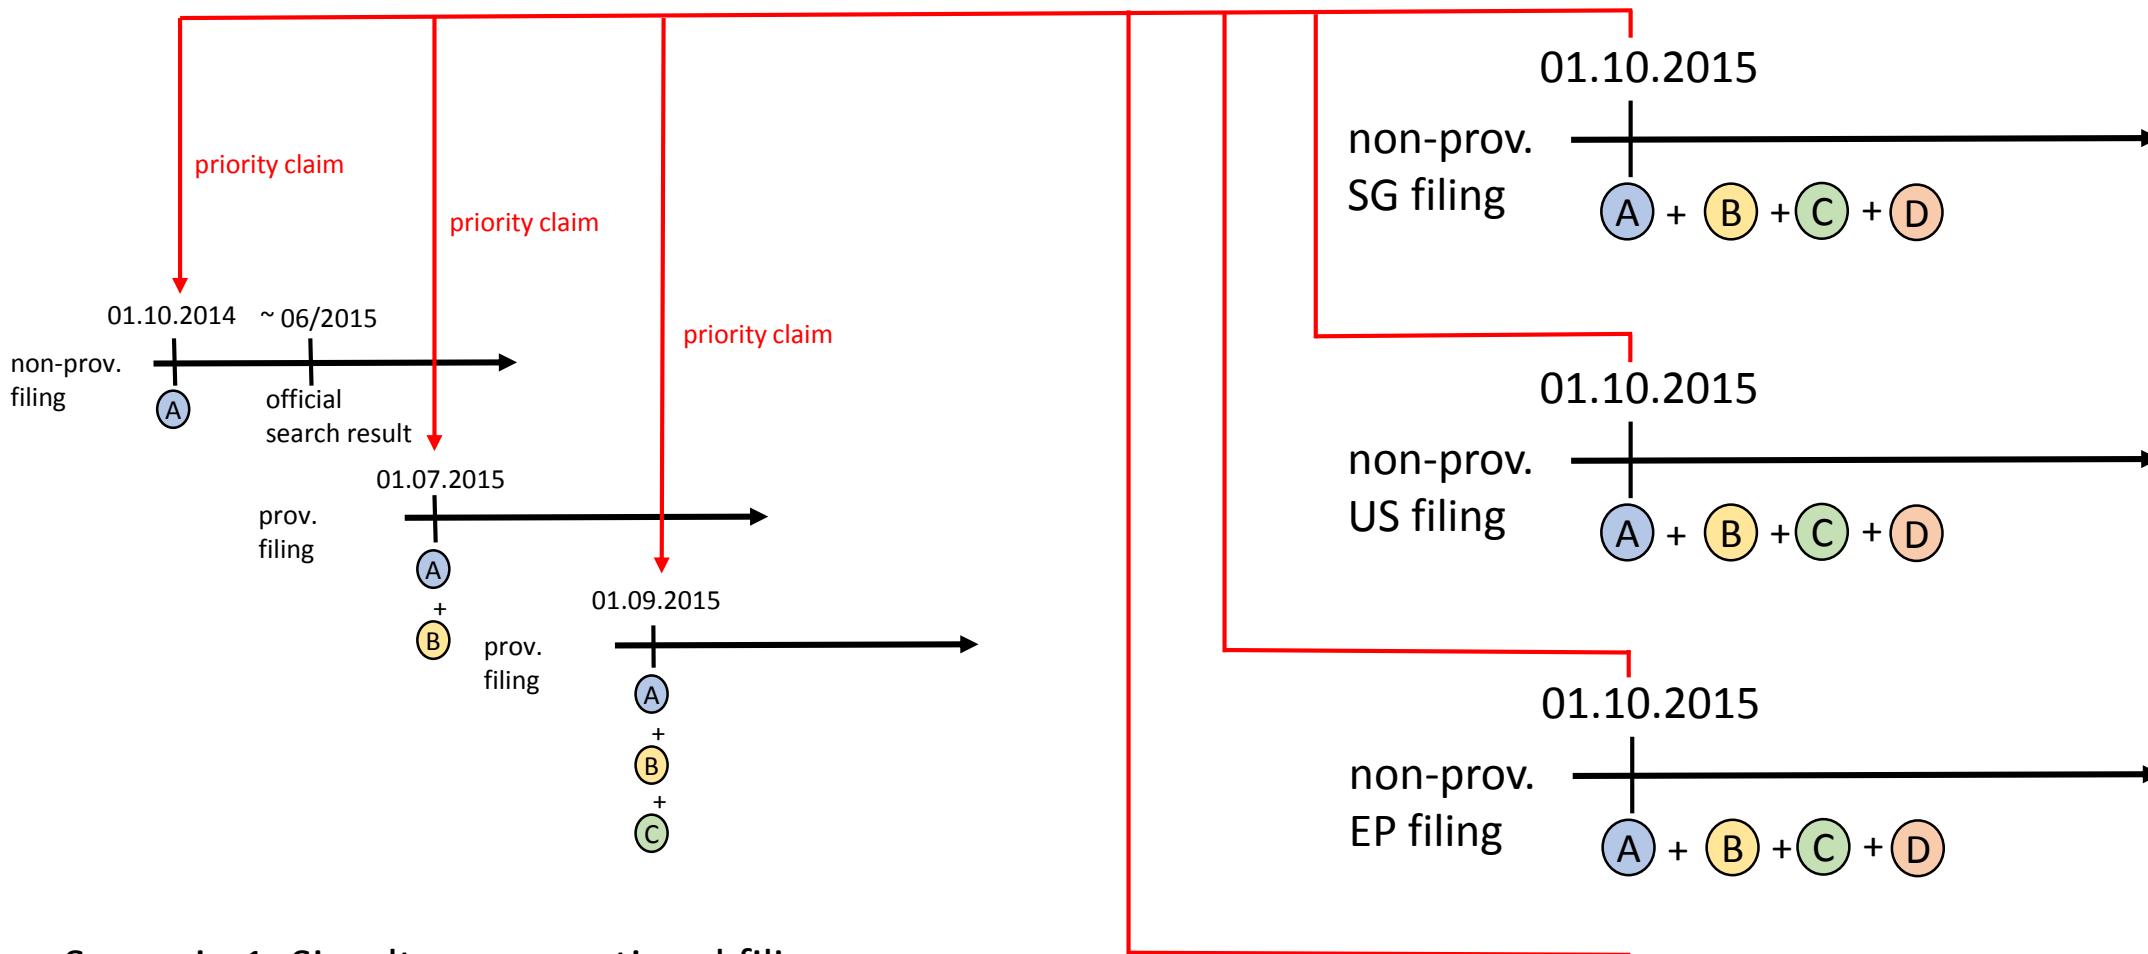 priority claim
priority claim
priority claim
01.10.2014
~ 06/2015
non-prov.
filing
A
official
search result
01.07.2015
prov.
filing
A
+
B
01.09.2015
prov.
filing
A
+
B
+
C
01.10.2015
non-prov.
SG filing
A + B + C + D
01.10.2015
non-prov.
US filing
A + B + C + D
01.10.2015
non-prov.
EP filing
A + B + C + D